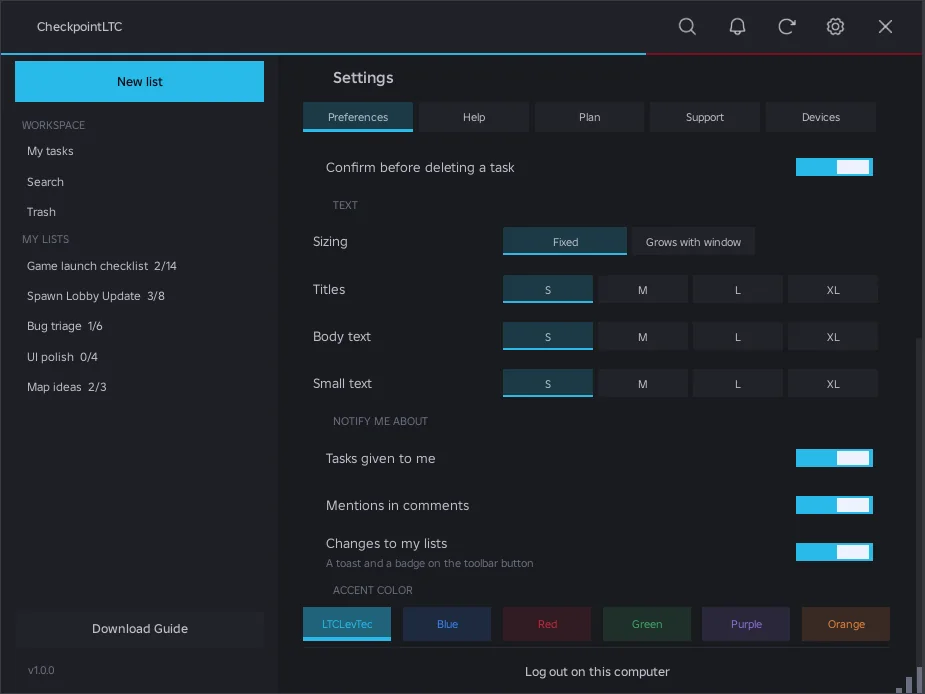 CheckpointLTC
New list
WORKSPACE
My tasks
Search
Trash
MY LISTS
Game launch checklist 2/14
Spawn Lobby Update 3/8
Bug triage 1/6
UI polish 0/4
Map ideas 2/3
Download Guide
v1.0.0
Settings
Preferences Help Plan Support Devices
Confirm before deleting a task
TEXT
Sizing Fixed Grows with window
Titles S M L XL
Body text S M L XL
Small text S M L XL
NOTIFY ME ABOUT
Tasks given to me
Mentions in comments
Changes to my lists
A toast and a badge on the toolbar button
ACCENT COLOR
LTCLevTec Blue Red Green Purple Orange
Log out on this computer